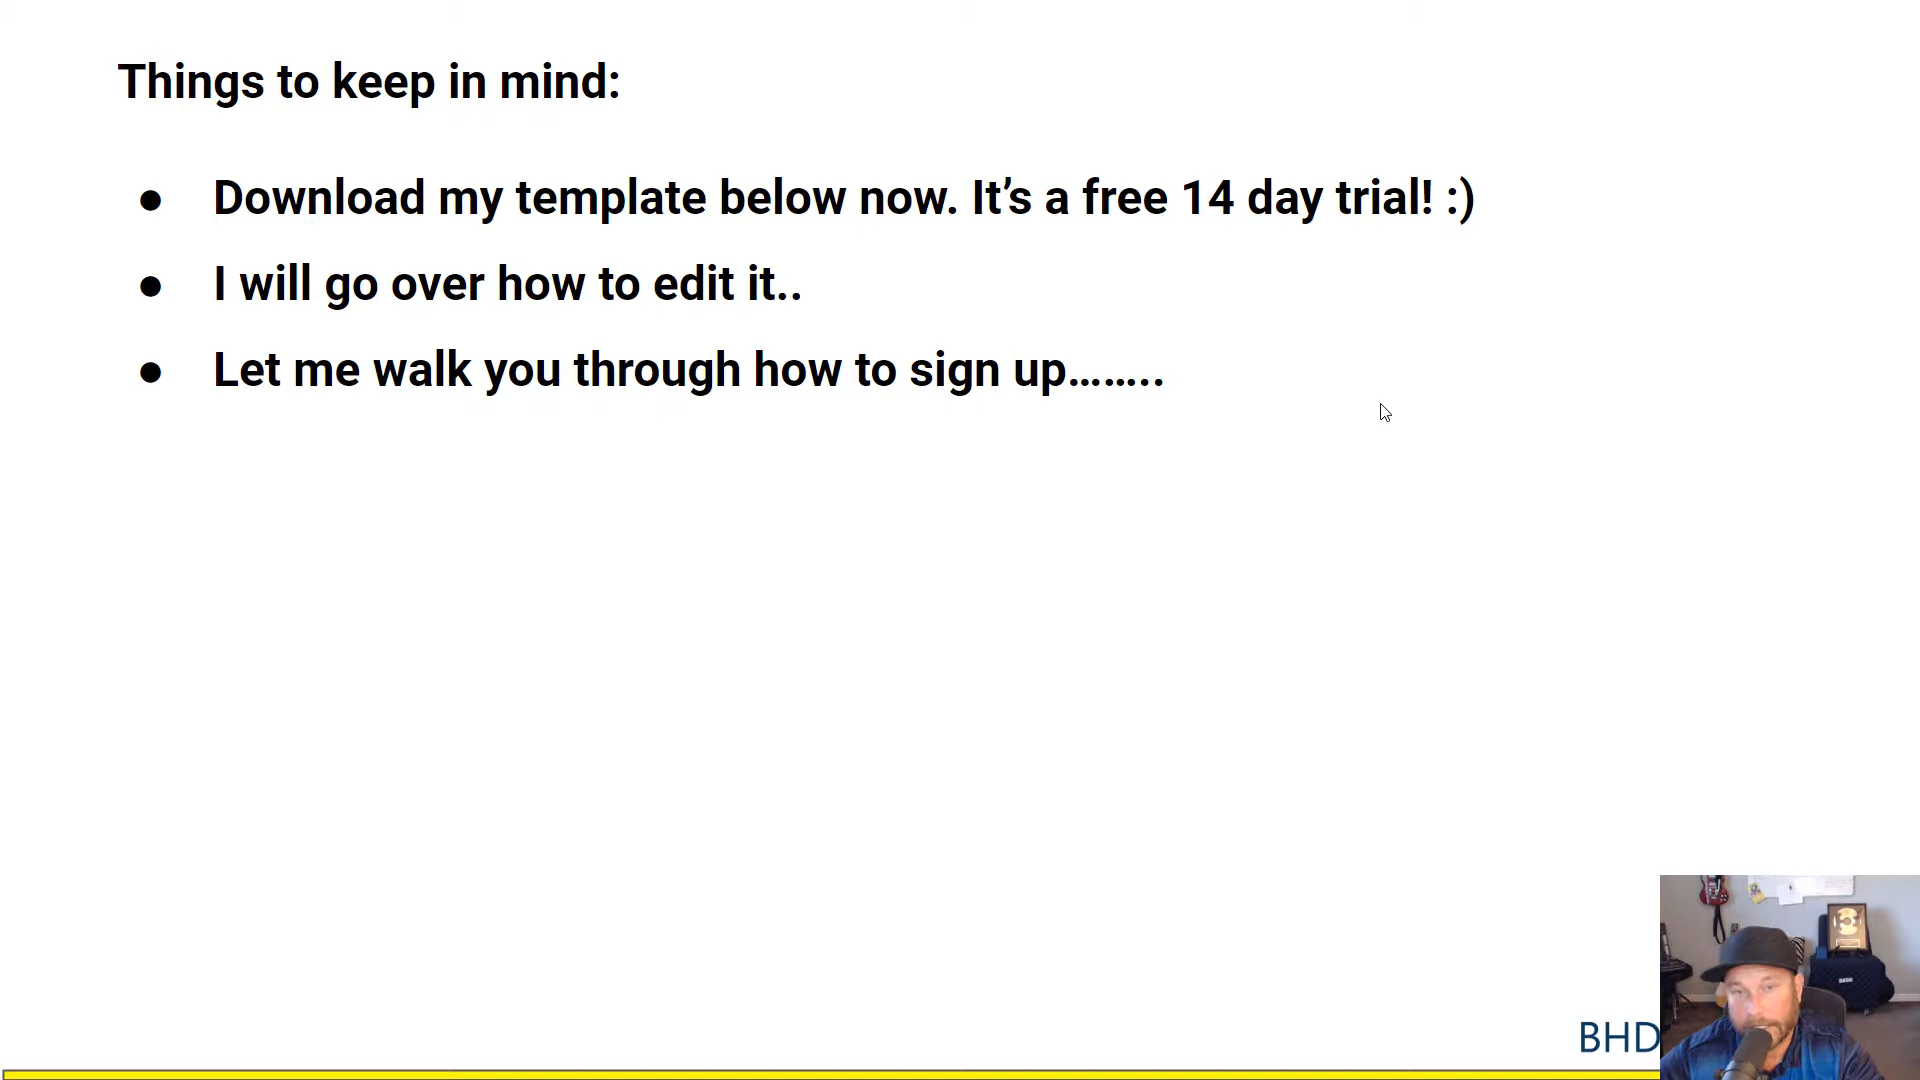 Things to keep in mind:
● Download my template below now. It’s a free 14 day trial! :)
● I will go over how to edit it..
● Let me walk you through how to sign up……..
BHD